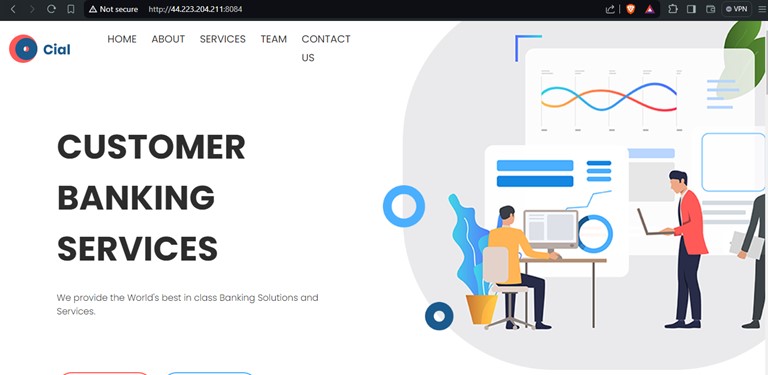 Not secure http://44.223.204.211:8084
VPN
Cial
HOME ABOUT SERVICES TEAM CONTACT US
CUSTOMER
BANKING
SERVICES
We provide the World's best in class Banking Solutions and
Services.